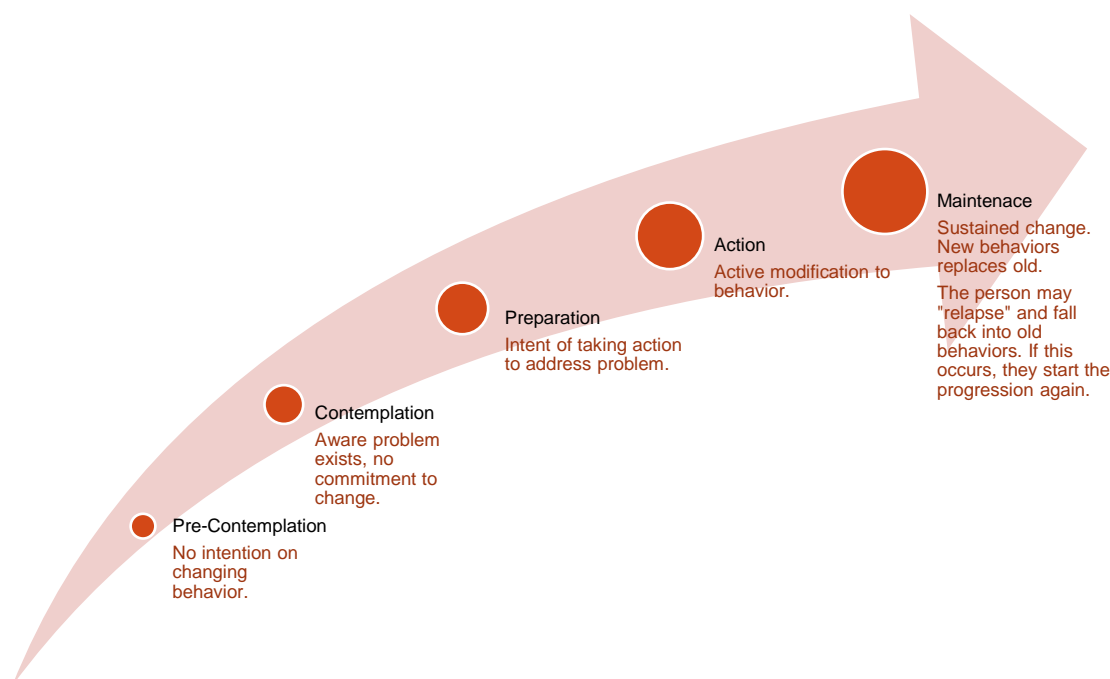 Pre-Contemplation
No intention on
changing
behavior.
Contemplation
Aware problem
exists, no
commitment to
change.
Preparation
Intent of taking action
to address problem.
Action
Active modification to
behavior.
Maintenace
Sustained change.
New behaviors
replaces old.
The person may
"relapse" and fall
back into old
behaviors. If this
occurs, they start the
progression again.